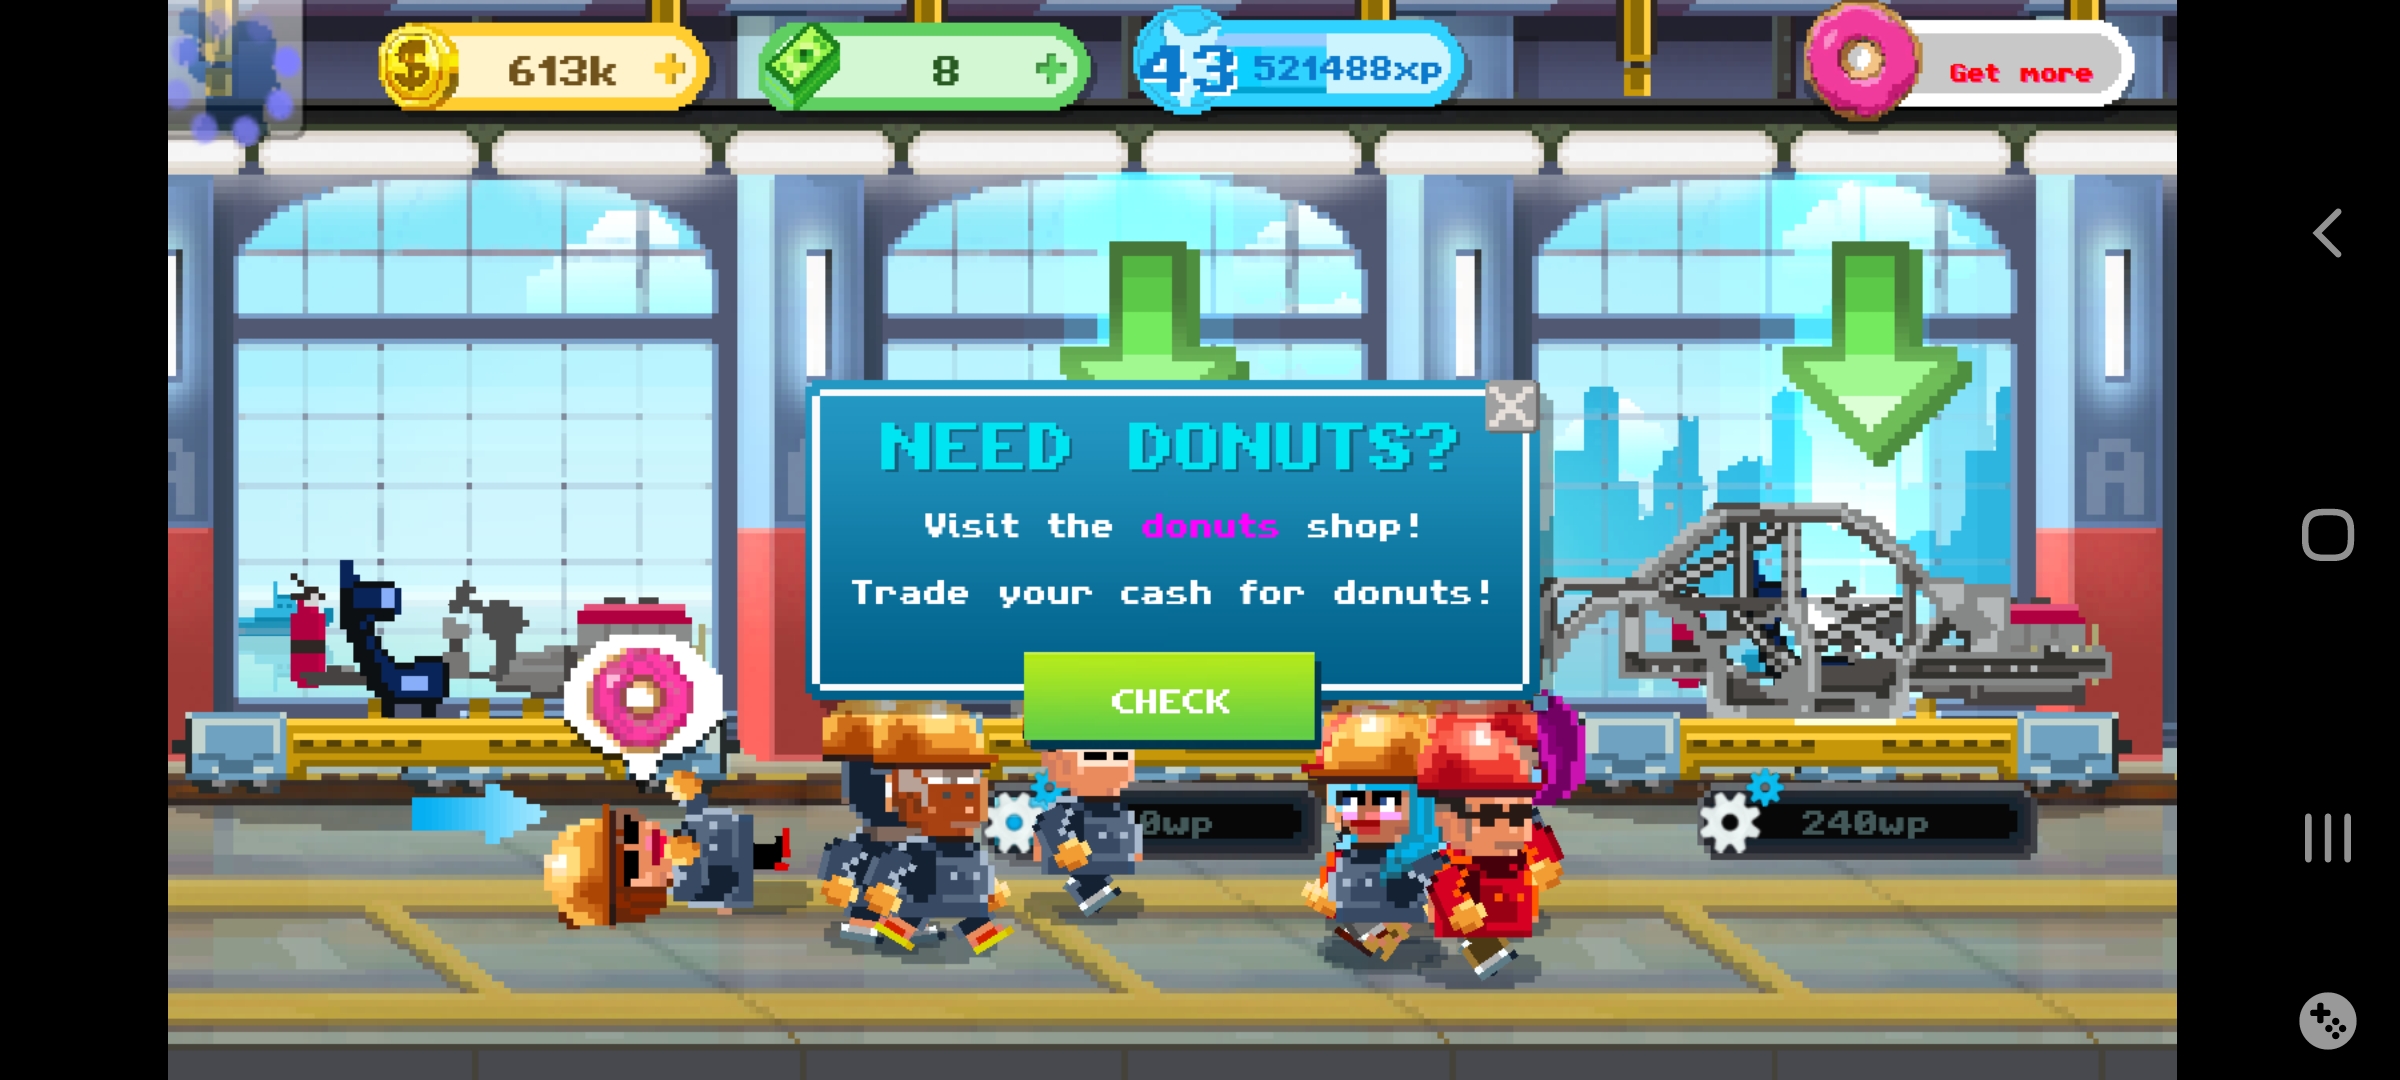 613k
8
43 521488xp
Get more
NEED DONUTS?
Visit the donuts shop!
Trade your cash for donuts!
CHECK
240wp
A